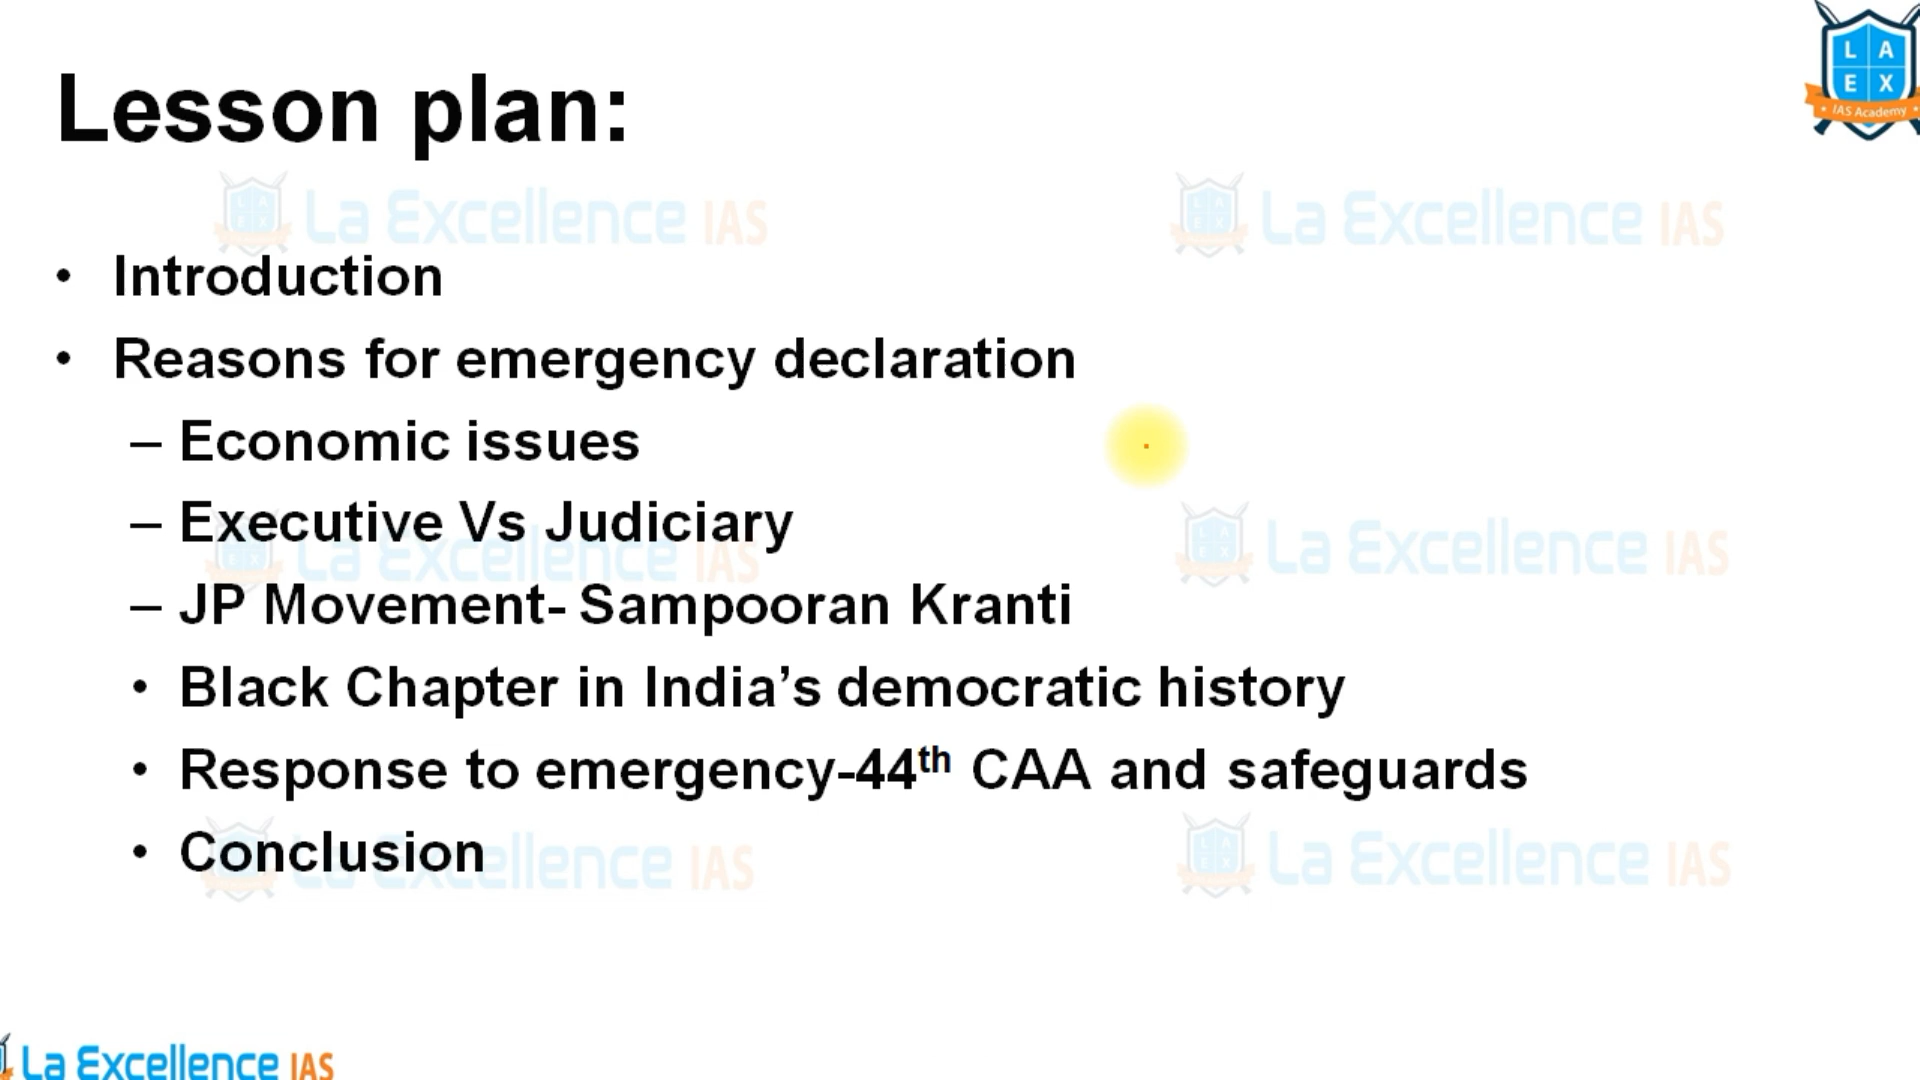 L A
E X
IAS Academy
Lesson plan:
La Excellence IAS
La Excellence IAS
• Introduction
• Reasons for emergency declaration
– Economic issues
– Executive Vs Judiciary
La Excellence IAS
La Excellence IAS
– JP Movement- Sampooran Kranti
• Black Chapter in India’s democratic history
• Response to emergency-44th CAA and safeguards
• Conclusion
La Excellence IAS
La Excellence IAS
La Excellence IAS